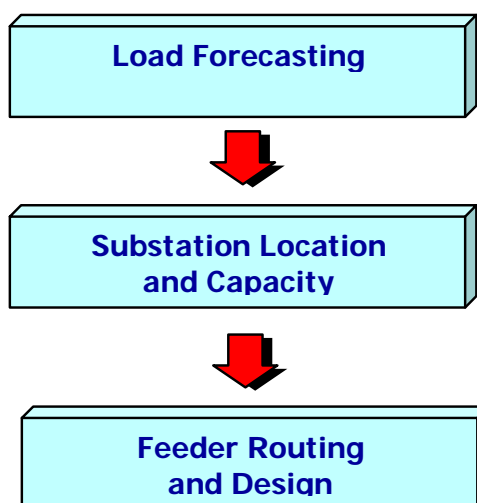 Load Forecasting
Substation Location
and Capacity
Feeder Routing
and Design